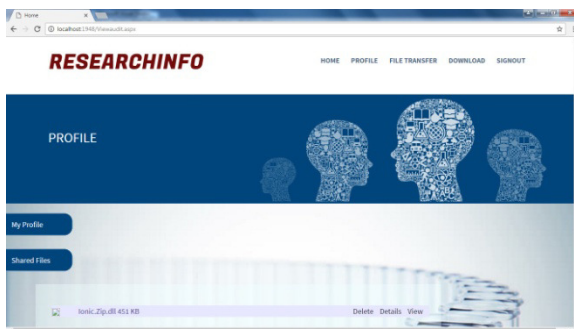 Home
localhost:1948/Viewaudit.aspx
RESEARCHINFO
HOME PROFILE FILE TRANSFER DOWNLOAD SIGNOUT
PROFILE
My Profile
Shared Files
Ionic.Zip.dll 451 KB Delete Details View